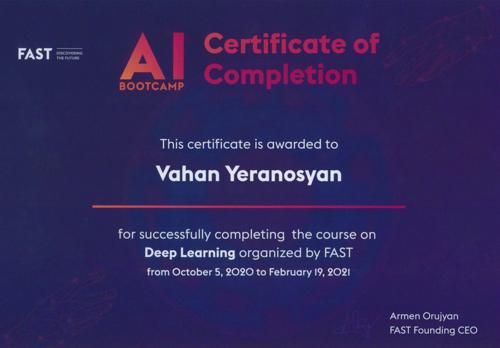 FAST DISCOVERING
THE FUTURE
AI
BOOTCAMP
Certificate of
Completion
This certificate is awarded to
Vahan Yeranosyan
for successfully completing the course on
Deep Learning organized by FAST
from October 5, 2020 to February 19, 2021
Armen Orujyan
FAST Founding CEO